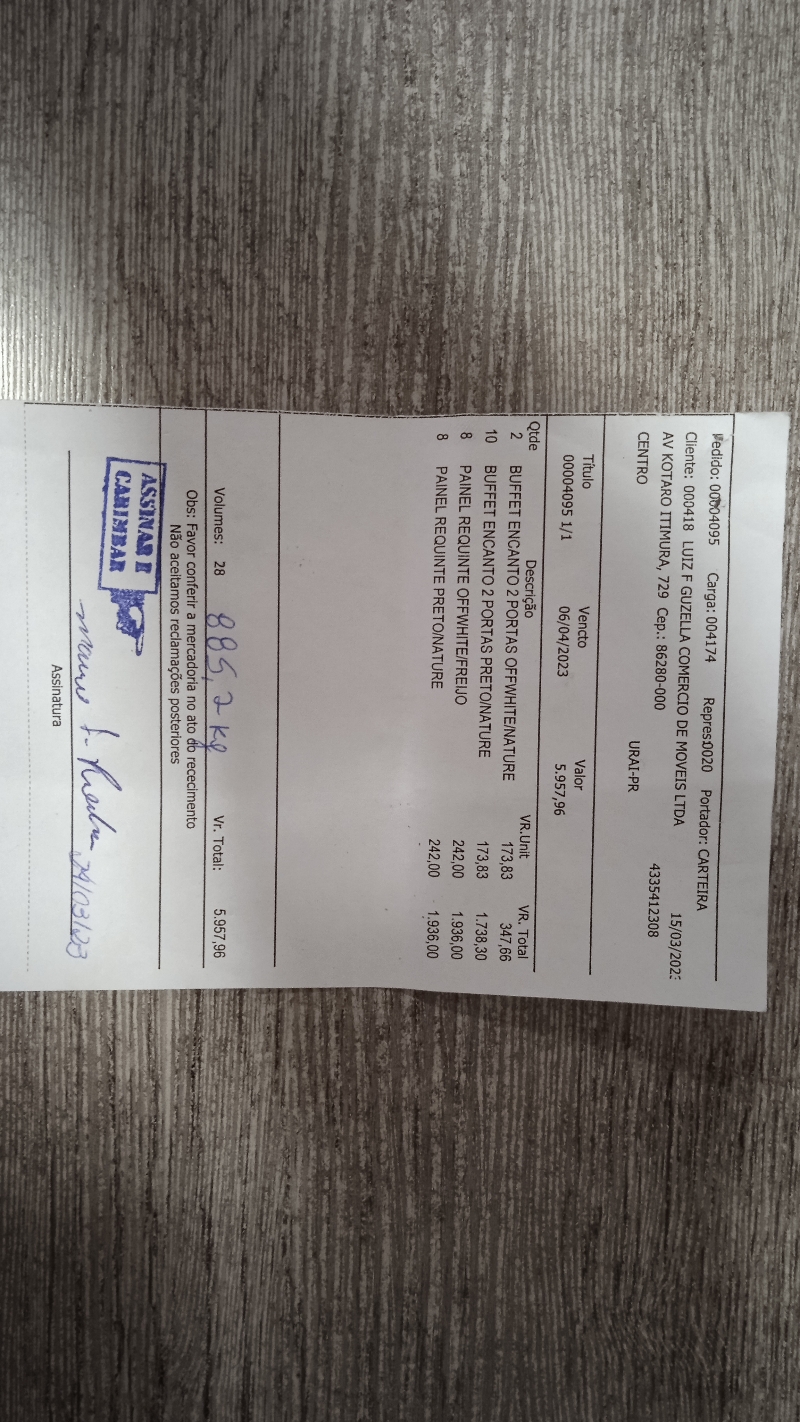 Pedido: 00004095 Carga: 004174 Repres:0020 Portador: CARTEIRA
Cliente: 000418 LUIZ F GUZELLA COMERCIO DE MOVEIS LTDA 15/03/202
AV KOTARO ITIMURA, 729 Cep.: 86280-000 4335412308
CENTRO URAI-PR
Título Vencto Valor
00004095 1/1 06/04/2023 5.957,96
Qtde Descrição VR.Unit VR. Total
2 BUFFET ENCANTO 2 PORTAS OFFWHITE/NATURE 173,83 347,66
10 BUFFET ENCANTO 2 PORTAS PRETO/NATURE 173,83 1.738,30
8 PAINEL REQUINTE OFFWHITE/FREIJO 242,00 1.936,00
8 PAINEL REQUINTE PRETO/NATURE 242,00 1.936,00
Volumes: 28 885,2 kg Vr. Total: 5.957,96
Obs: Favor conferir a mercadoria no ato do rececimento
Não aceitamos reclamações posteriores
ASSINAR E
CARIMBAR
/03/23
Assinatura